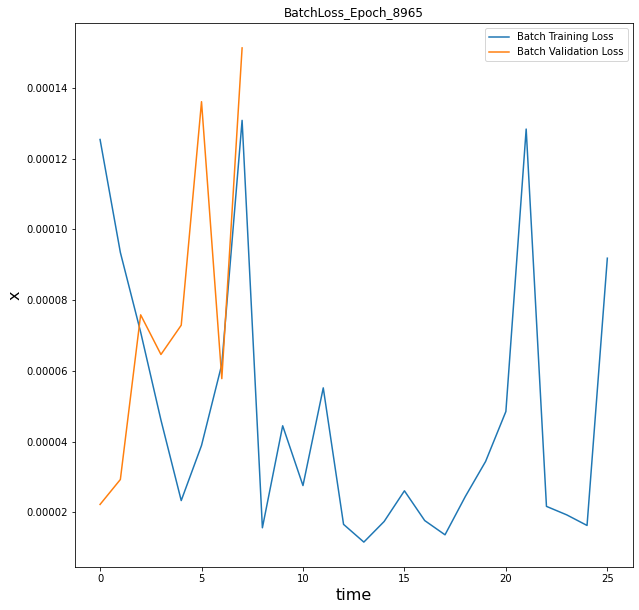 BatchLoss_Epoch_8965
Batch Training Loss
Batch Validation Loss
0.00014
0.00012
0.00010
0.00008
0.00006
0.00004
0.00002
x
0 5 10 15 20 25
time